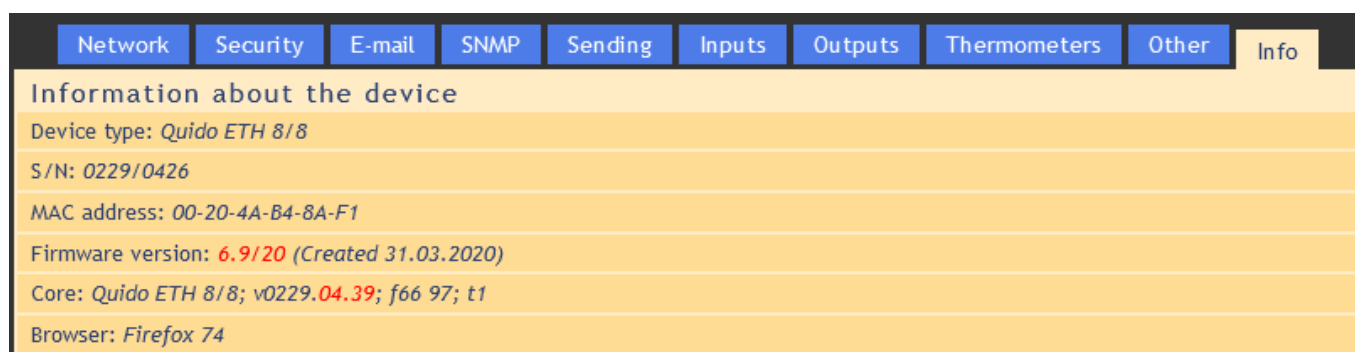 Network Security E-mail SNMP Sending Inputs Outputs Thermometers Other Info
Information about the device
Device type: Quido ETH 8/8
S/N: 0229/0426
MAC address: 00-20-4A-B4-8A-F1
Firmware version: 6.9/20 (Created 31.03.2020)
Core: Quido ETH 8/8; v0229.04.39; f66 97; t1
Browser: Firefox 74